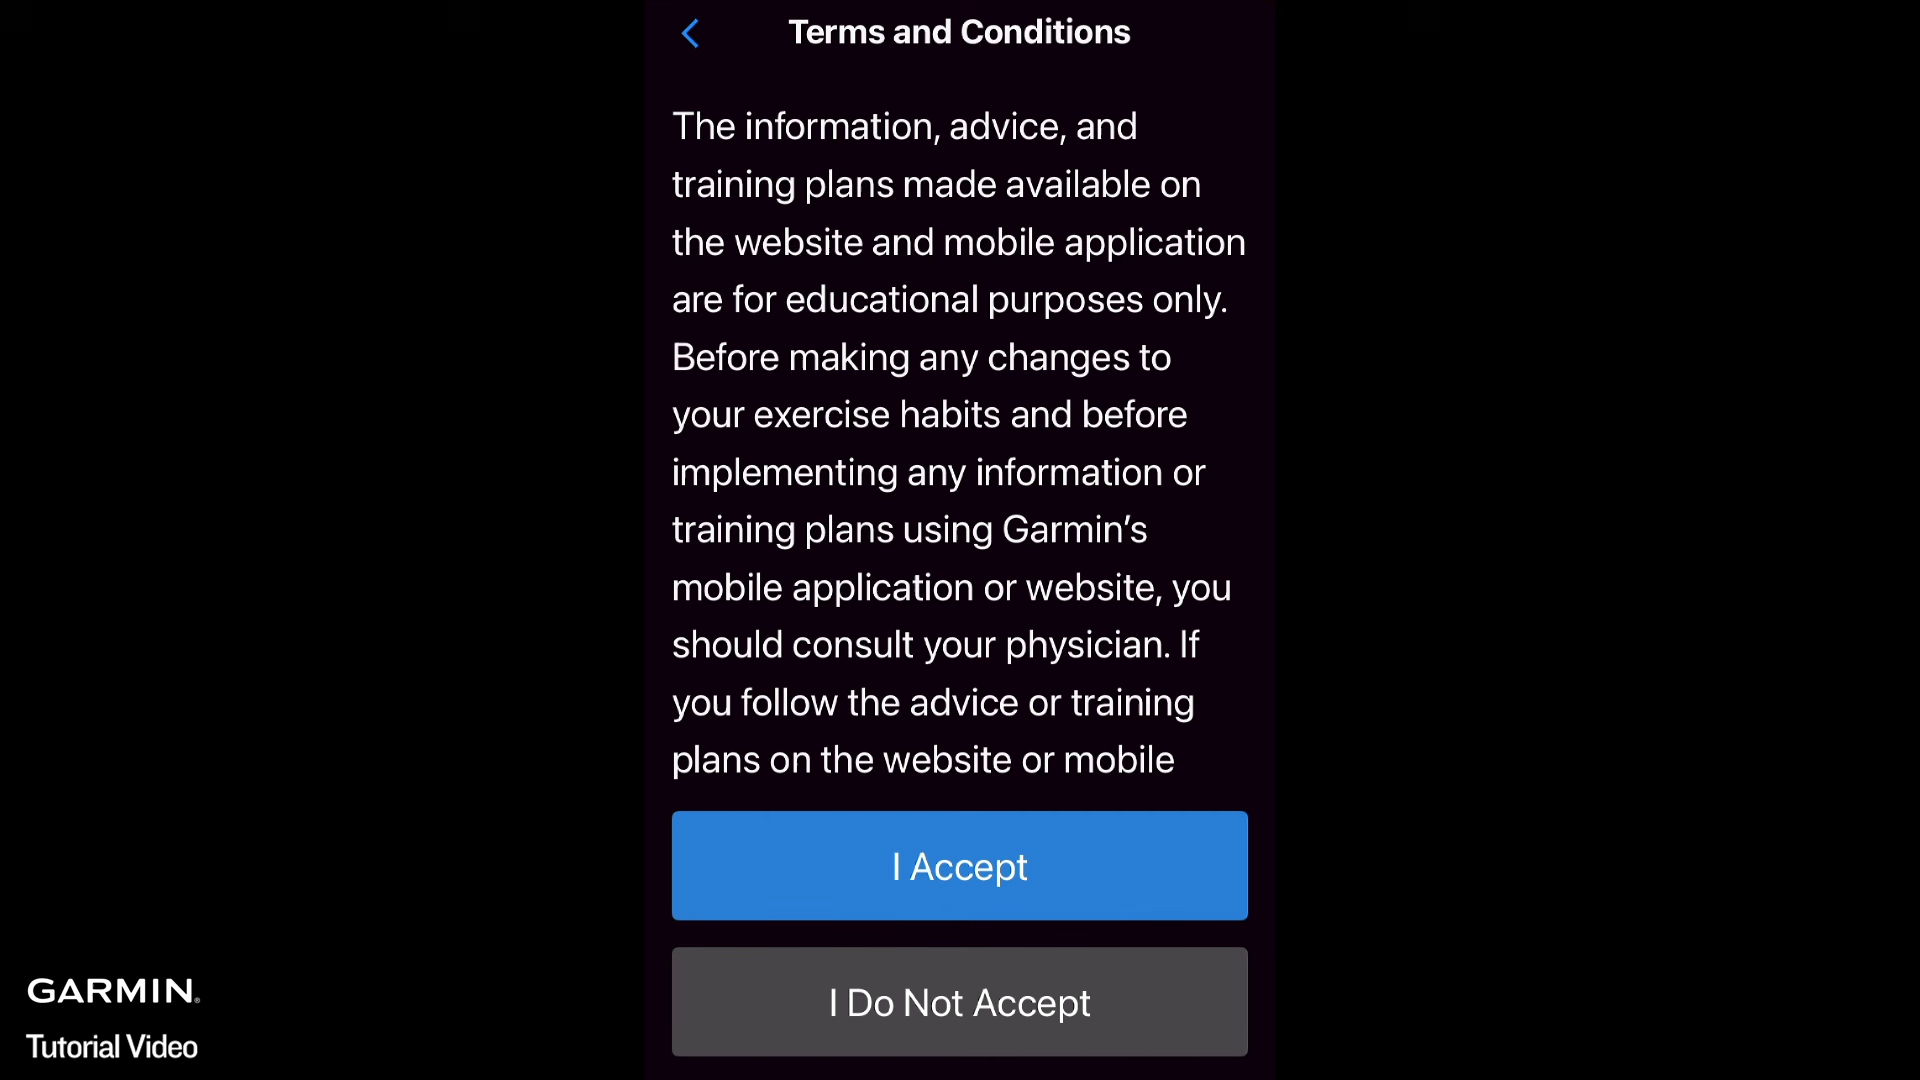 Terms and Conditions
The information, advice, and
training plans made available on
the website and mobile application
are for educational purposes only.
Before making any changes to
your exercise habits and before
implementing any information or
training plans using Garmin’s
mobile application or website, you
should consult your physician. If
you follow the advice or training
plans on the website or mobile
I Accept
I Do Not Accept
GARMIN®
Tutorial Video